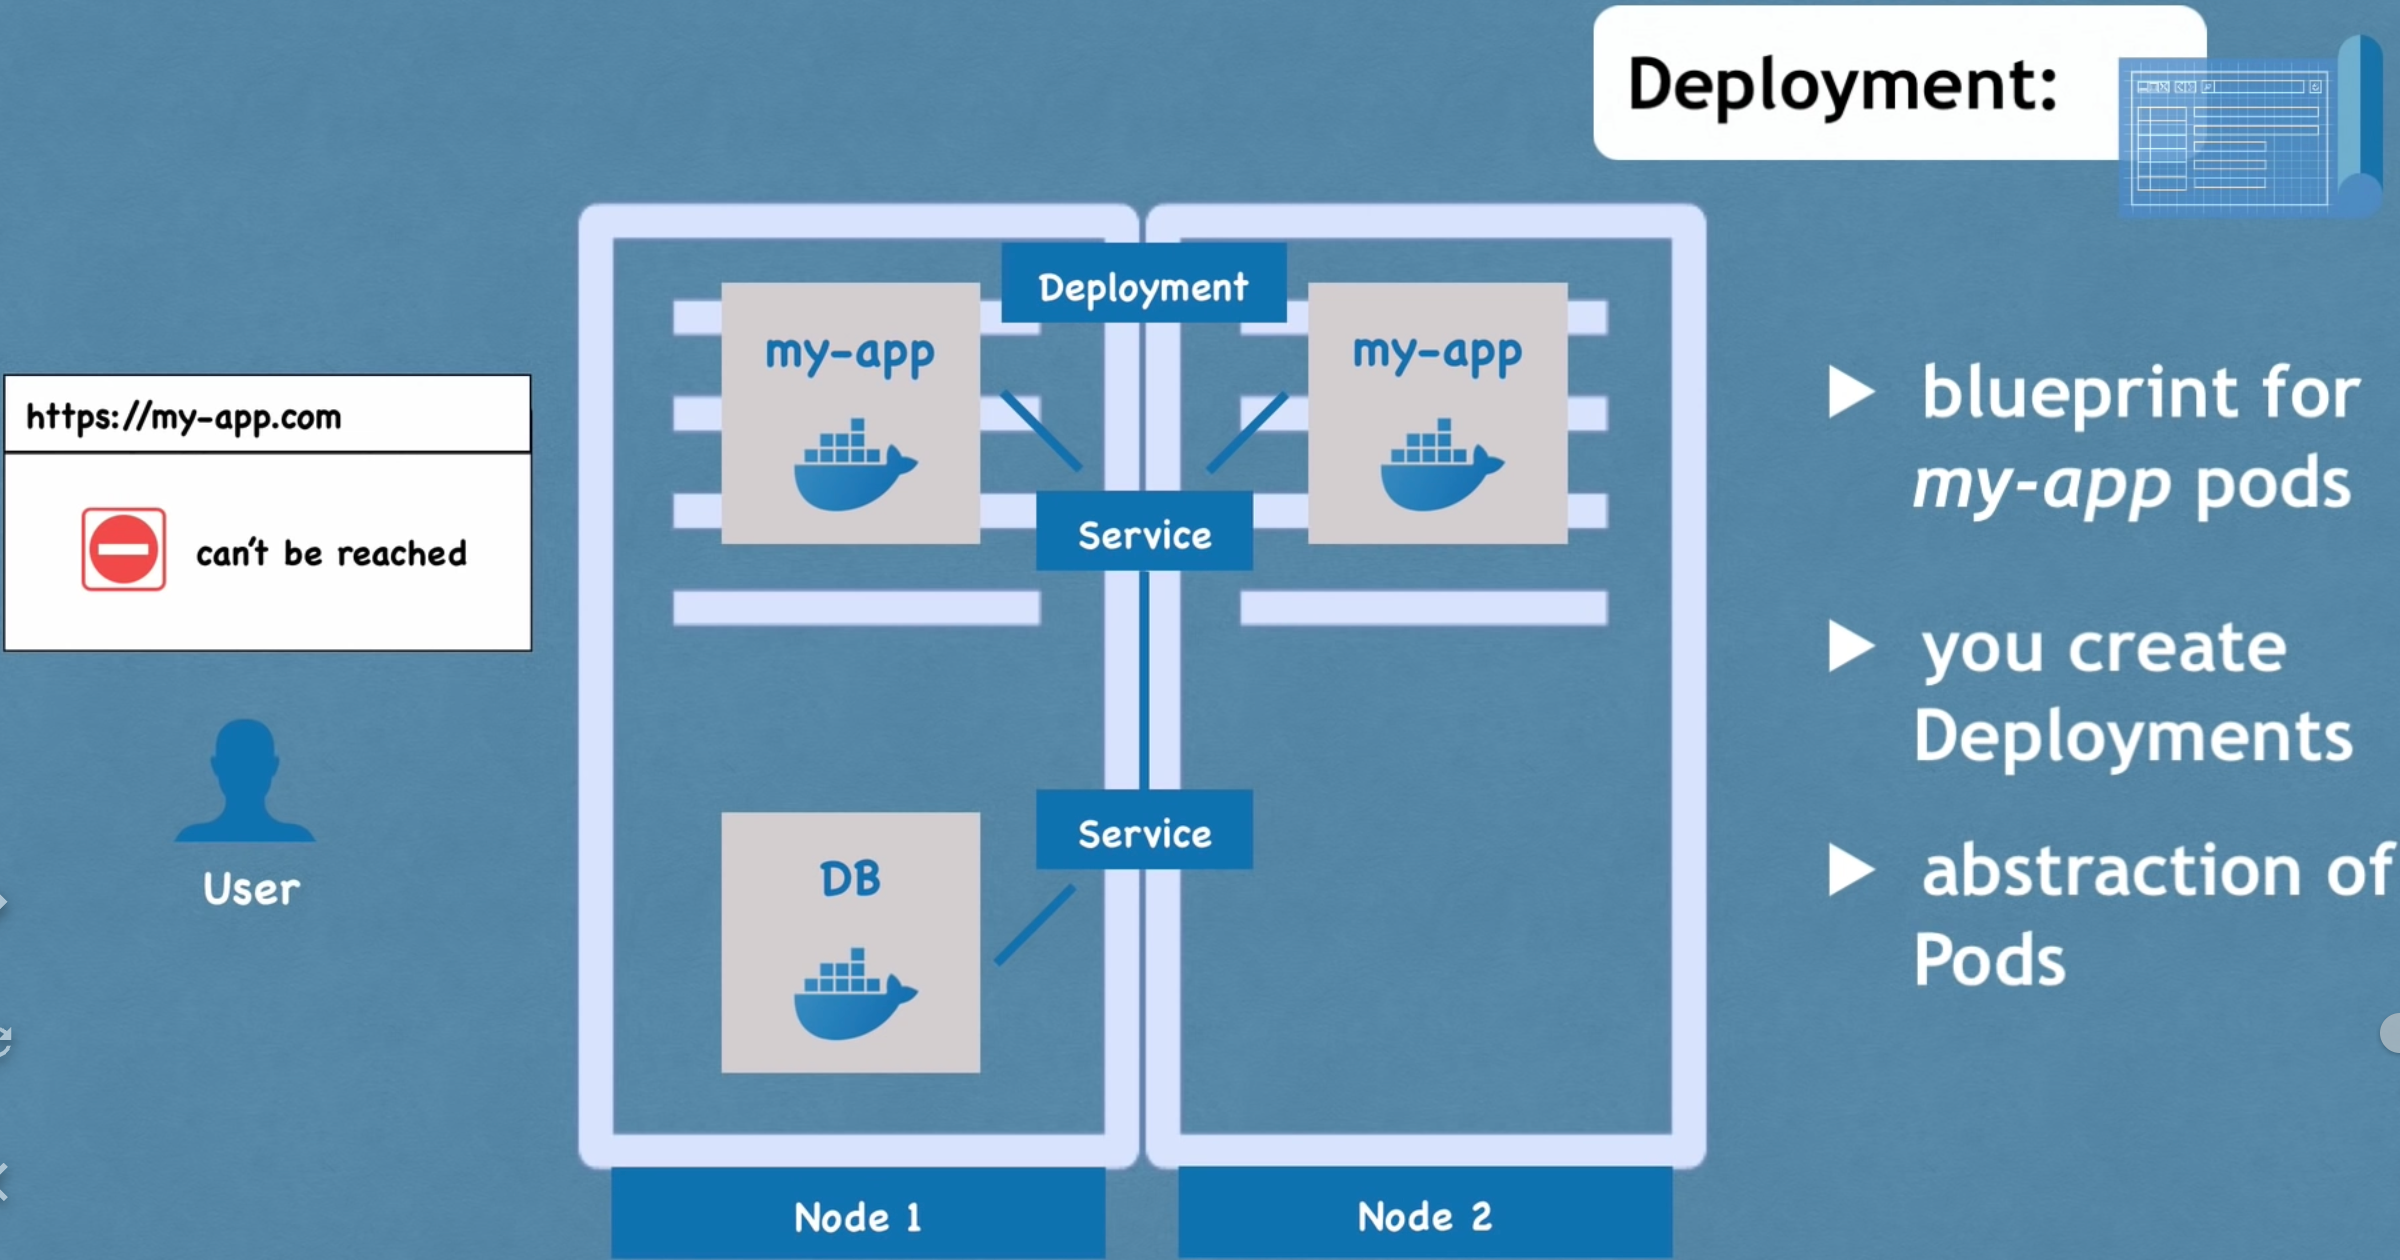 Deployment:
Deployment
my-app
my-app
https://my-app.com
can't be reached
Service
User
DB
Service
Node 1
Node 2
blueprint for
my-app pods
you create
Deployments
abstraction of
Pods